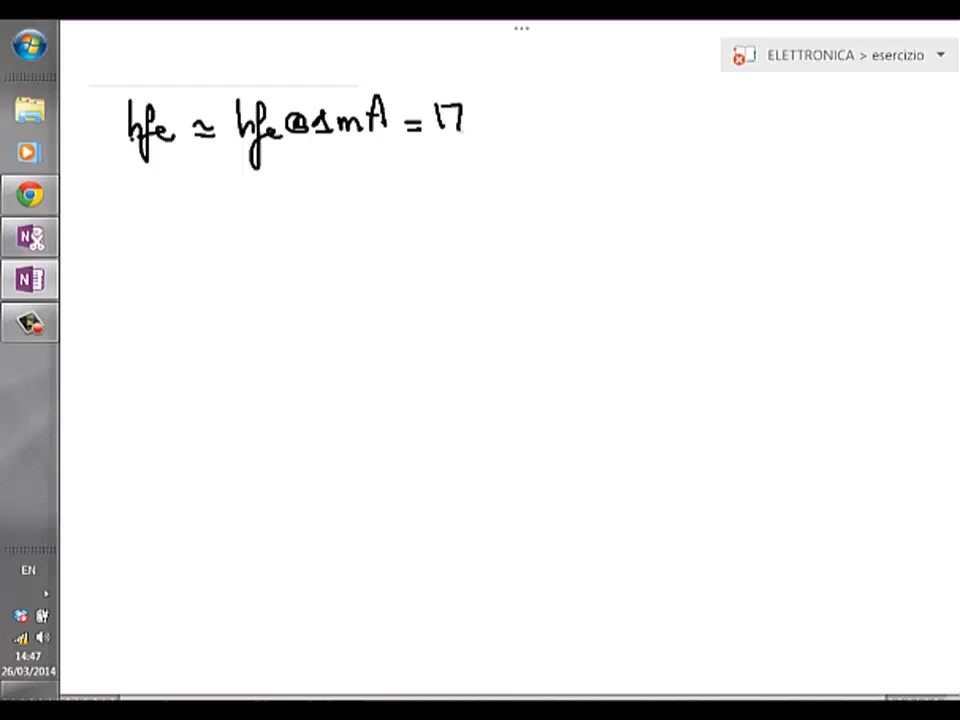 ...
ELETTRONICA > esercizio
hfe ≃ hfe@1mA = 17
EN
14:47
26/03/2014